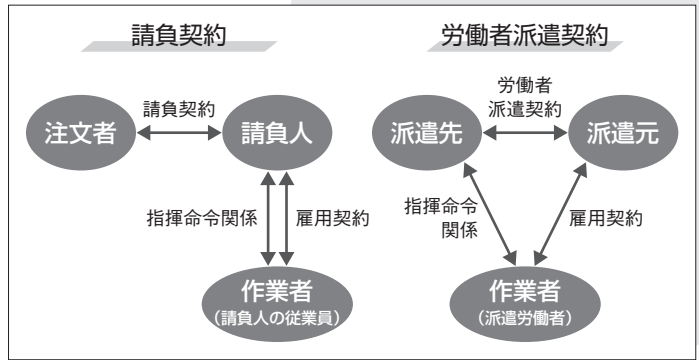 請負契約
注文者
請負契約
請負人
指揮命令関係
雇用契約
作業者
（請負人の従業員）
労働者派遣契約
派遣先
労働者
派遣契約
派遣元
指揮命令
関係
雇用契約
作業者
（派遣労働者）